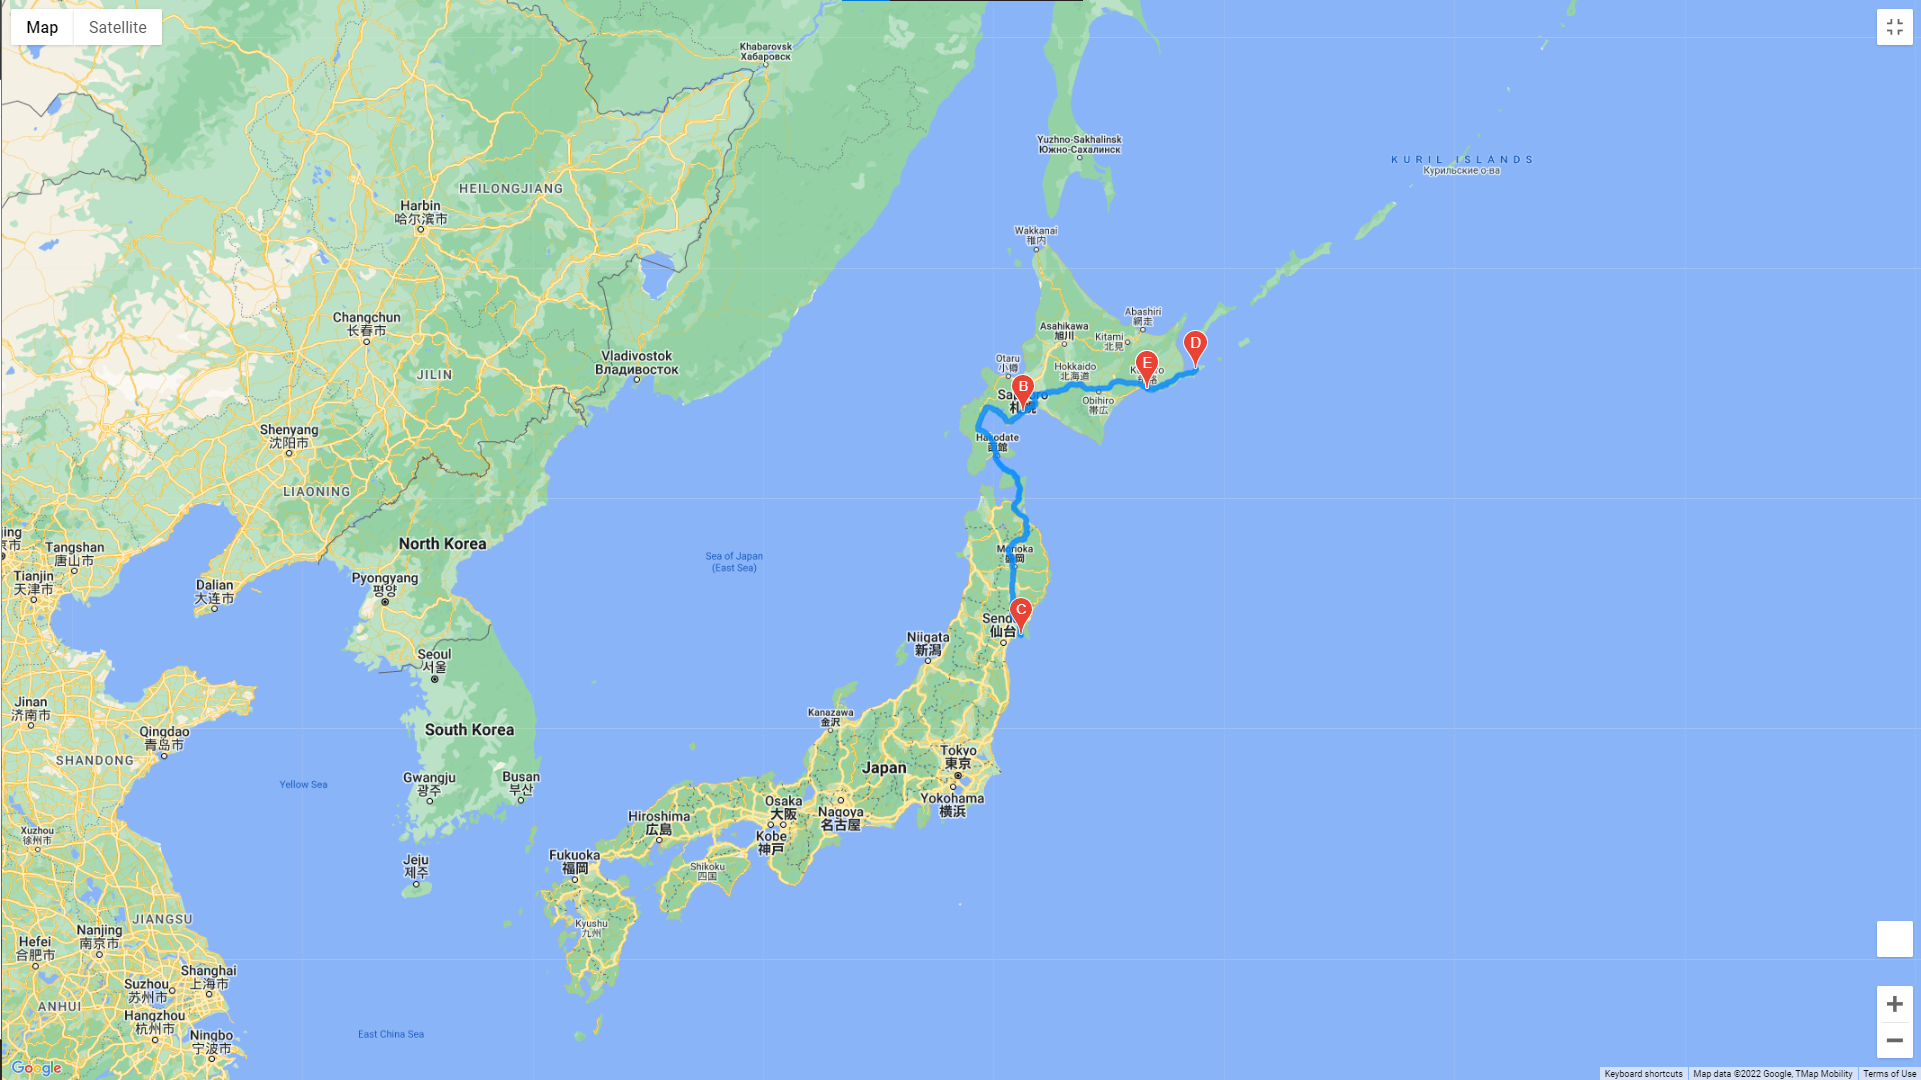 Map
Satellite
Khabarovsk
Хабаровск
Yuzhno-Sakhalinsk
Южно-Сахалинск
KURIL ISLANDS
Курильские о-ва
HEILONGJIANG
Harbin
哈尔滨市
Wakkanai
稚内
Changchun
长春市
Abashiri
網走
Asahikawa
旭川
Kitami
北見
Vladivostok
Владивосток
Otaru
小樽
Hokkaido
北海道
D
E
B
JILIN
Obihiro
帯広
Shenyang
沈阳市
Hakodate
函館
LIAONING
North Korea
Tangshan
唐山市
Sea of Japan
(East Sea)
Morioka
盛岡
Tianjin
天津市
Dalian
大连市
Pyongyang
평양
C
仙台
Niigata
新潟
Seoul
서울
Jinan
济南市
Qingdao
青岛市
SHANDONG
Kanazawa
金沢
South Korea
Tokyo
東京
Japan
Yellow Sea
Gwangju
광주
Busan
부산
Yokohama
横浜
Osaka
大阪
Nagoya
名古屋
Hiroshima
広島
Kobe
神戸
Xuzhou
徐州市
Fukuoka
福岡
Jeju
제주
Shikoku
四国
Kyushu
九州
JIANGSU
Nanjing
南京市
Hefei
合肥市
Shanghai
上海市
Suzhou
苏州市
ANHUI
Hangzhou
杭州市
Ningbo
宁波市
East China Sea
Google
Keyboard shortcuts
Map data ©2022 Google, TMap Mobility
Terms of Use